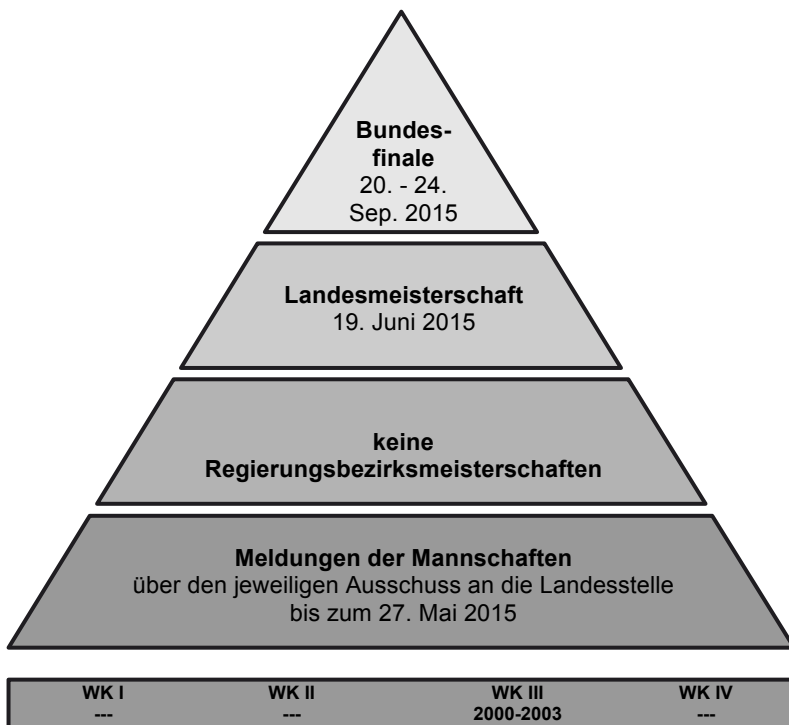 Bundes-
finale
20. - 24.
Sep. 2015
Landesmeisterschaft
19. Juni 2015
keine
Regierungsbezirksmeisterschaften
Meldungen der Mannschaften
über den jeweiligen Ausschuss an die Landesstelle
bis zum 27. Mai 2015
WK I WK II WK III WK IV
--- --- 2000-2003 ---